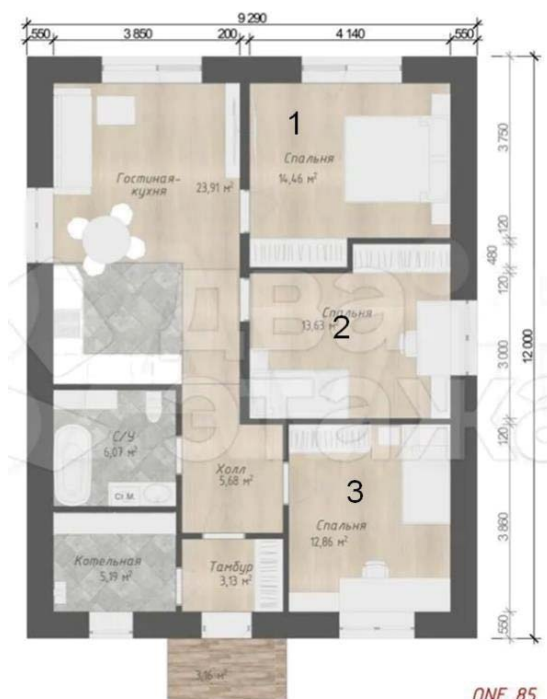 9 290
550 3 850 200 4 140 550
1
Спальня
14,46 м²
Гостиная-
кухня
23,91 м²
3 750
120
480
120
Спальня
2
13.63 м²
3 000
12 000
два
этажа
120
С/У
6,07 м²
Ст.М.
Холл
5,68 м²
3
Спальня
12,86 м²
3 860
Котельная
5,19 м²
Тамбур
3,13 м²
550
3,16 м²
ONE 85